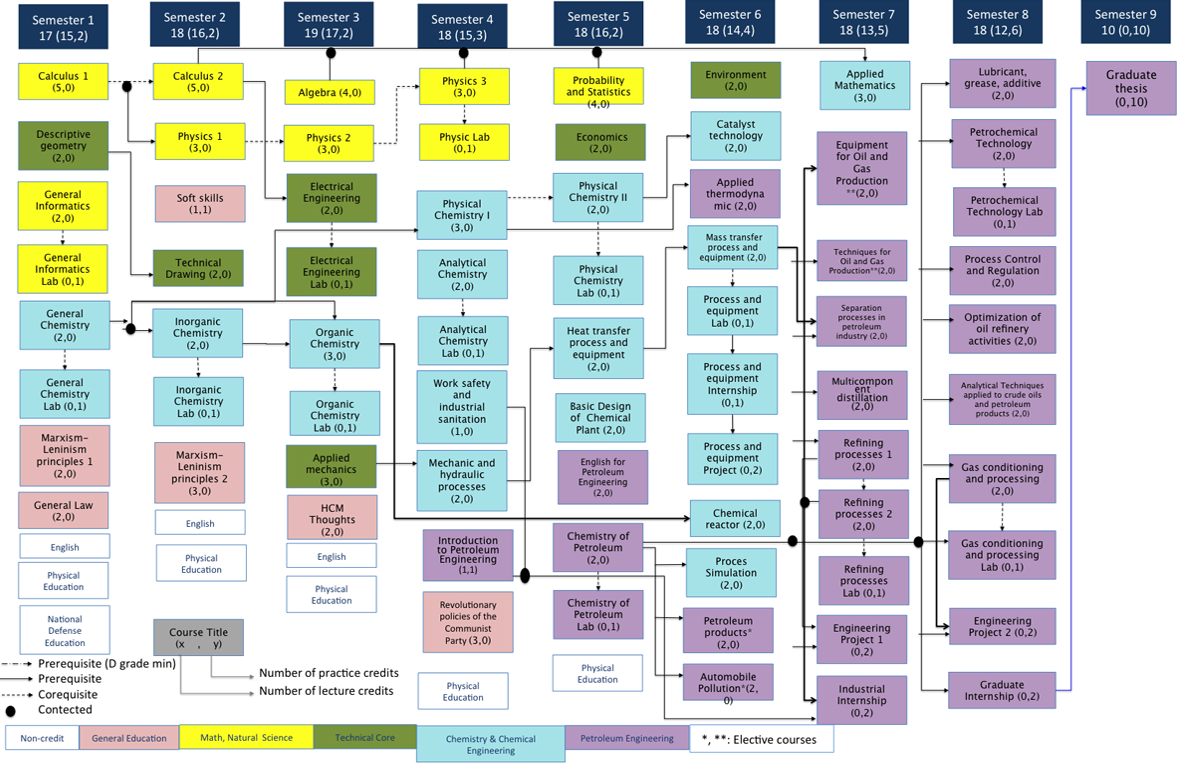 Semester 1
17 (15,2)
Semester 2
18 (16,2)
Semester 3
19 (17,2)
Semester 4
18 (15,3)
Semester 5
18 (16,2)
Semester 6
18 (14,4)
Semester 7
18 (13,5)
Semester 8
18 (12,6)
Semester 9
10 (0,10)
Calculus 1
(5,0)
Descriptive
geometry
(2,0)
General
Informatics
(2,0)
General
Informatics
Lab (0,1)
General
Chemistry
(2,0)
General
Chemistry
Lab (0,1)
Marxism-
Leninism
principles 1
(2,0)
General Law
(2,0)
English
Physical
Education
National
Defense
Education
Calculus 2
(5,0)
Physics 1
(3,0)
Soft skills
(1,1)
Technical
Drawing (2,0)
Inorganic
Chemistry
(2,0)
Inorganic
Chemistry
Lab (0,1)
Marxism-
Leninism
principles 2
(3,0)
English
Physical
Education
Course Title
(x , y)
Algebra (4,0)
Physics 2
(3,0)
Electrical
Engineering
(2,0)
Electrical
Engineering
Lab (0,1)
Organic
Chemistry
(3,0)
Organic
Chemistry
Lab (0,1)
Applied
mechanics
(3,0)
HCM
Thoughts
(2,0)
English
Physical
Education
Physics 3
(3,0)
Physic Lab
(0,1)
Physical
Chemistry I
(3,0)
Analytical
Chemistry
(2,0)
Analytical
Chemistry
Lab (0,1)
Work safety
and
industrial
sanitation
(1,0)
Mechanic and
hydraulic
processes
(2,0)
Introduction
to Petroleum
Engineering
(1,1)
Revolutionary
policies of the
Communist
Party (3,0)
Physical
Education
Probability
and Statistics
(4,0)
Economics
(2,0)
Physical
Chemistry II
(2,0)
Physical
Chemistry
Lab (0,1)
Heat transfer
process and
equipment
(2,0)
Basic Design
of Chemical
Plant (2,0)
English for
Petroleum
Engineering
(2,0)
Chemistry of
Petroleum
(2,0)
Chemistry of
Petroleum
Lab (0,1)
Physical
Education
Environment
(2,0)
Catalyst
technology
(2,0)
Applied
thermodyna
mic (2,0)
Mass transfer
process and
equipment (2,0)
Process and
equipment
Lab (0,1)
Process and
equipment
Internship
(0,1)
Process and
equipment
Project (0,2)
Chemical
reactor (2,0)
Proces
Simulation
(2,0)
Petroleum
products*
(2,0)
Automobile
Pollution*(2,
0)
Applied
Mathematics
(3,0)
Equipment
for Oil and
Gas
Production
**(2,0)
Techniques for
Oil and Gas
Production**(2,0)
Separation
processes in
petroleum
industry (2,0)
Multicompon
ent
distillation
(2,0)
Refining
processes 1
(2,0)
Refining
processes 2
(2,0)
Refining
processes
Lab (0,1)
Engineering
Project 1
(0,2)
Industrial
Internship
(0,2)
Lubricant,
grease, additive
(2,0)
Petrochemical
Technology
(2,0)
Petrochemical
Technology Lab
(0,1)
Process Control
and Regulation
(2,0)
Optimization of
oil refinery
activities (2,0)
Analytical Techniques
applied to crude oils
and petroleum
products (2,0)
Gas conditioning
and processing
(2,0)
Gas conditioning
and processing
Lab (0,1)
Engineering
Project 2 (0,2)
Graduate
Internship (0,2)
Graduate
thesis
(0,10)
Prerequisite (D grade min)
Prerequisite
Corequisite
Contected
Number of practice credits
Number of lecture credits
Non-credit
General Education
Math, Natural Science
Technical Core
Chemistry & Chemical
Engineering
Petroleum Engineering
*, **: Elective courses